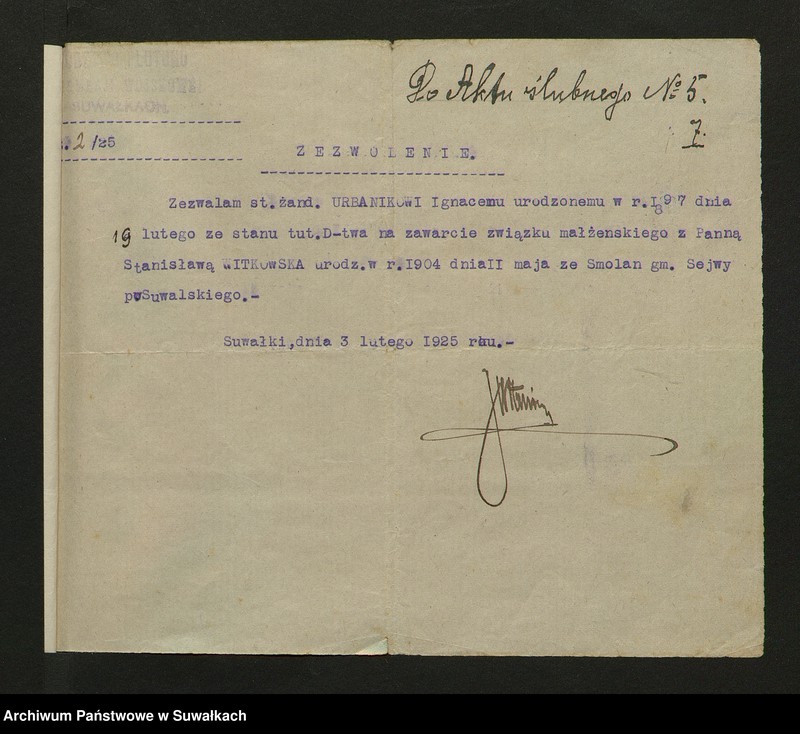 Do Aktu ślubnego № 5.
7.
2/25
ZEZWOLENIE.
Zezwalam st.żand. URBANIKOWI Ignacemu urodzonemu w r.1897 dnia
19 lutego ze stanu tut.D-twa na zawarcie związku małżeńskiego z Panną
Stanisławą WITKOWSKA urodz.w r.1904 dniaII maja ze Smolan gm. Sejwy
pwSuwalskiego.-
Suwałki,dnia 3 lutego 1925 roku.-
Archiwum Państwowe w Suwałkach